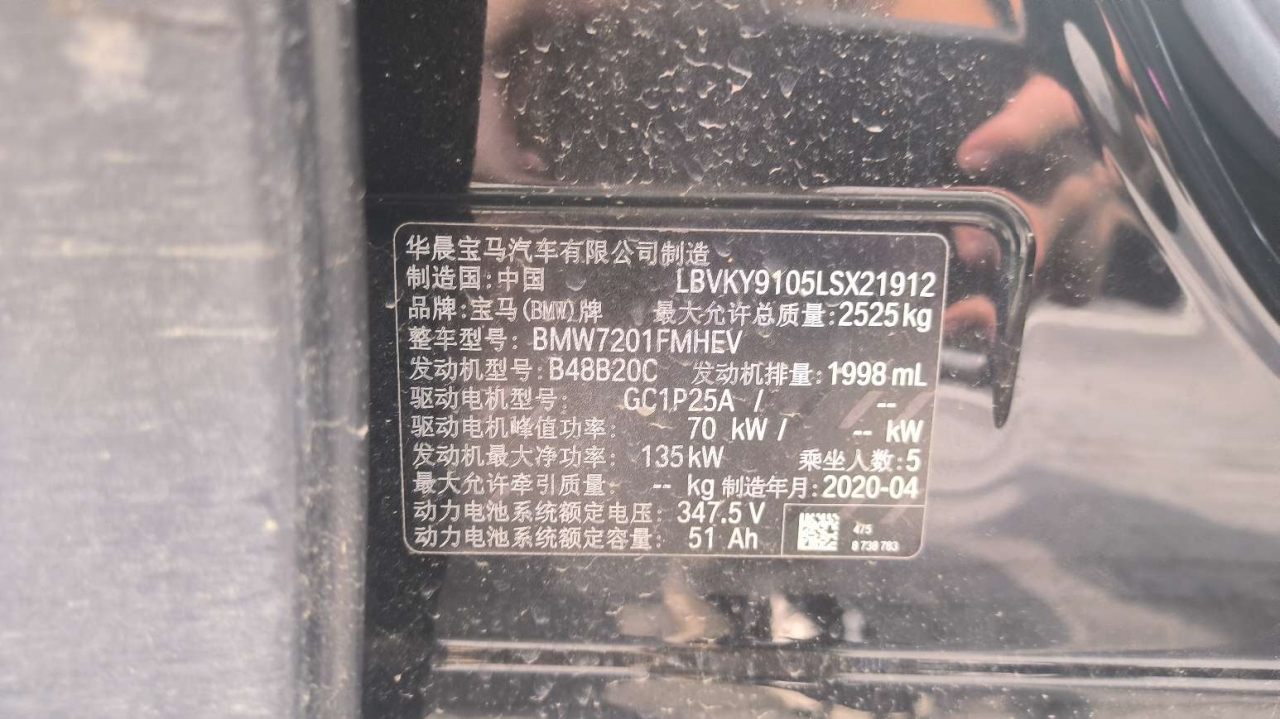 华晨宝马汽车有限公司制造
制造国:中国 LBVKY9105LSX21912
品牌:宝马(BMW)牌 最大允许总质量:2525kg
整车型号: BMW7201FMHEV
发动机型号:B48B20C 发动机排量:1998 mL
驱动电机型号: GC1P25A / --
驱动电机峰值功率: 70 kW / -- kW
发动机最大净功率: 135kW 乘坐人数:5
最大允许牵引质量: -- kg 制造年月:2020-04
动力电池系统额定电压: 347.5 V
动力电池系统额定容量: 51 Ah
475
8 738 783